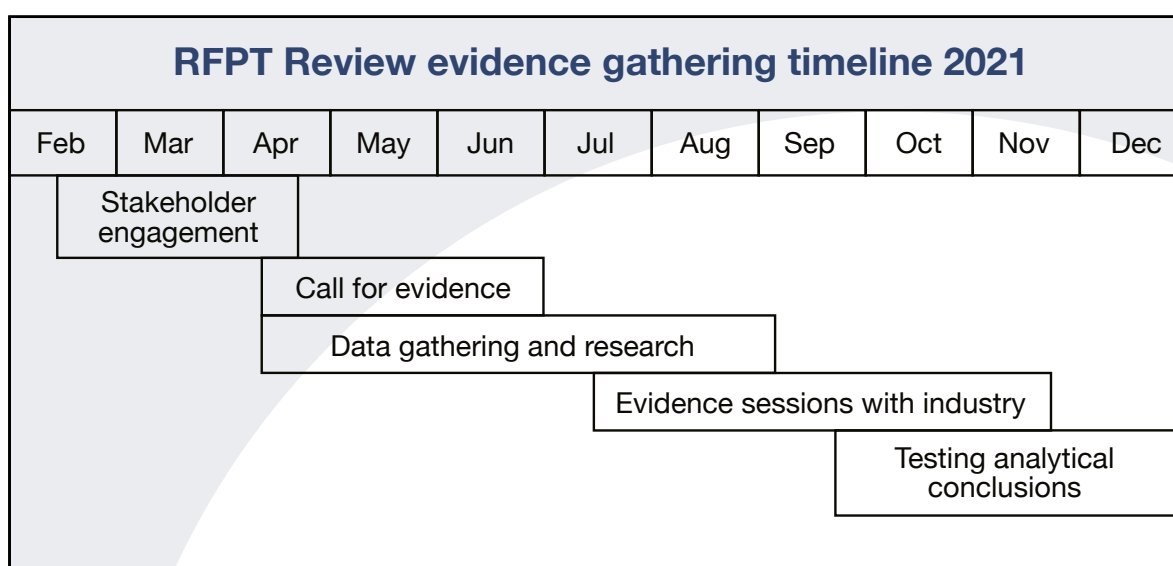 RFPT Review evidence gathering timeline 2021
Feb Mar Apr May Jun Jul Aug Sep Oct Nov Dec
Stakeholder
engagement
Call for evidence
Data gathering and research
Evidence sessions with industry
Testing analytical
conclusions